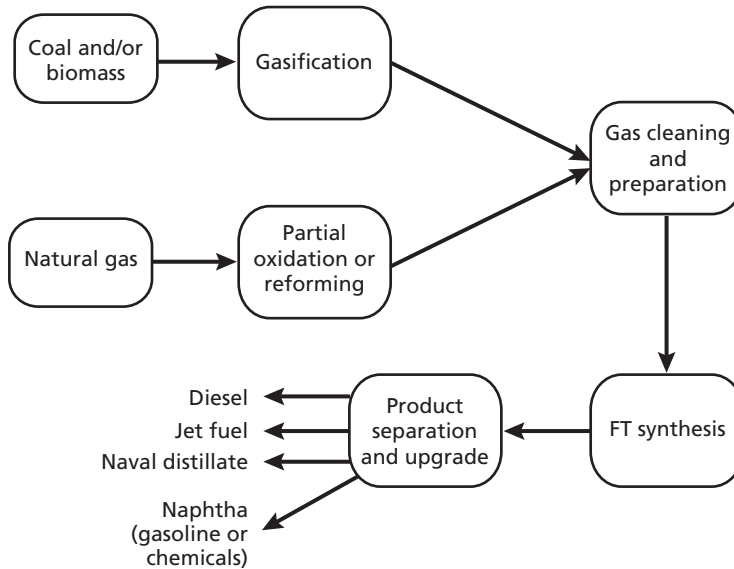 Coal and/or
biomass
Gasification
Gas cleaning
and
preparation
Natural gas
Partial
oxidation or
reforming
Diesel
Jet fuel
Naval distillate
Naphtha
(gasoline or
chemicals)
Product
separation
and upgrade
FT synthesis